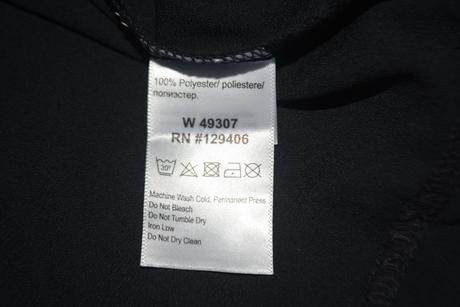 100% Polyester/ poliestere/
полиэстер.
W 49307
RN #129406
30°
Machine Wash Cold, Permanent Press
Do Not Bleach
Do Not Tumble Dry
Iron Low
Do Not Dry Clean